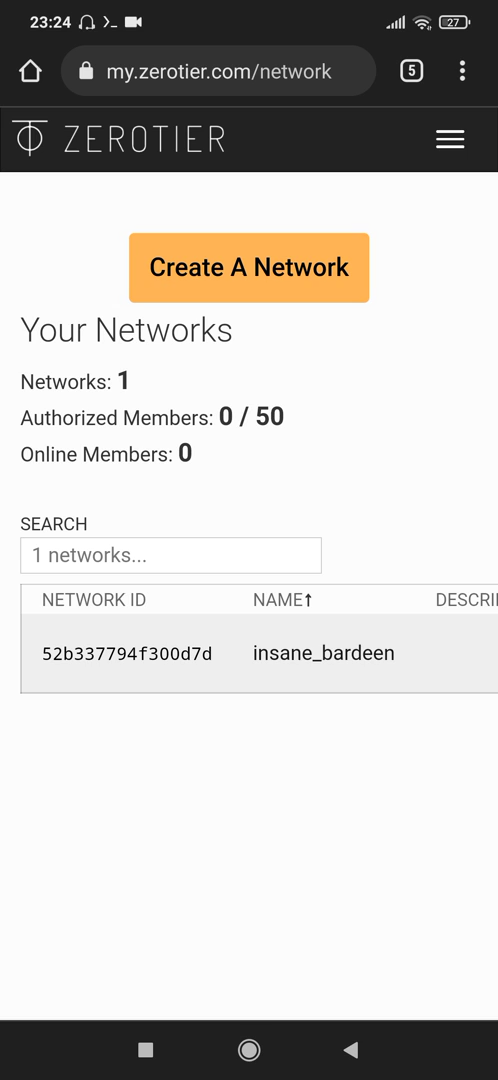 23:24 27
my.zerotier.com/network 5
ZEROTIER
Create A Network
Your Networks
Networks: 1
Authorized Members: 0 / 50
Online Members: 0
SEARCH
1 networks...
NETWORK ID NAME↑ DESCRI
52b337794f300d7d insane_bardeen